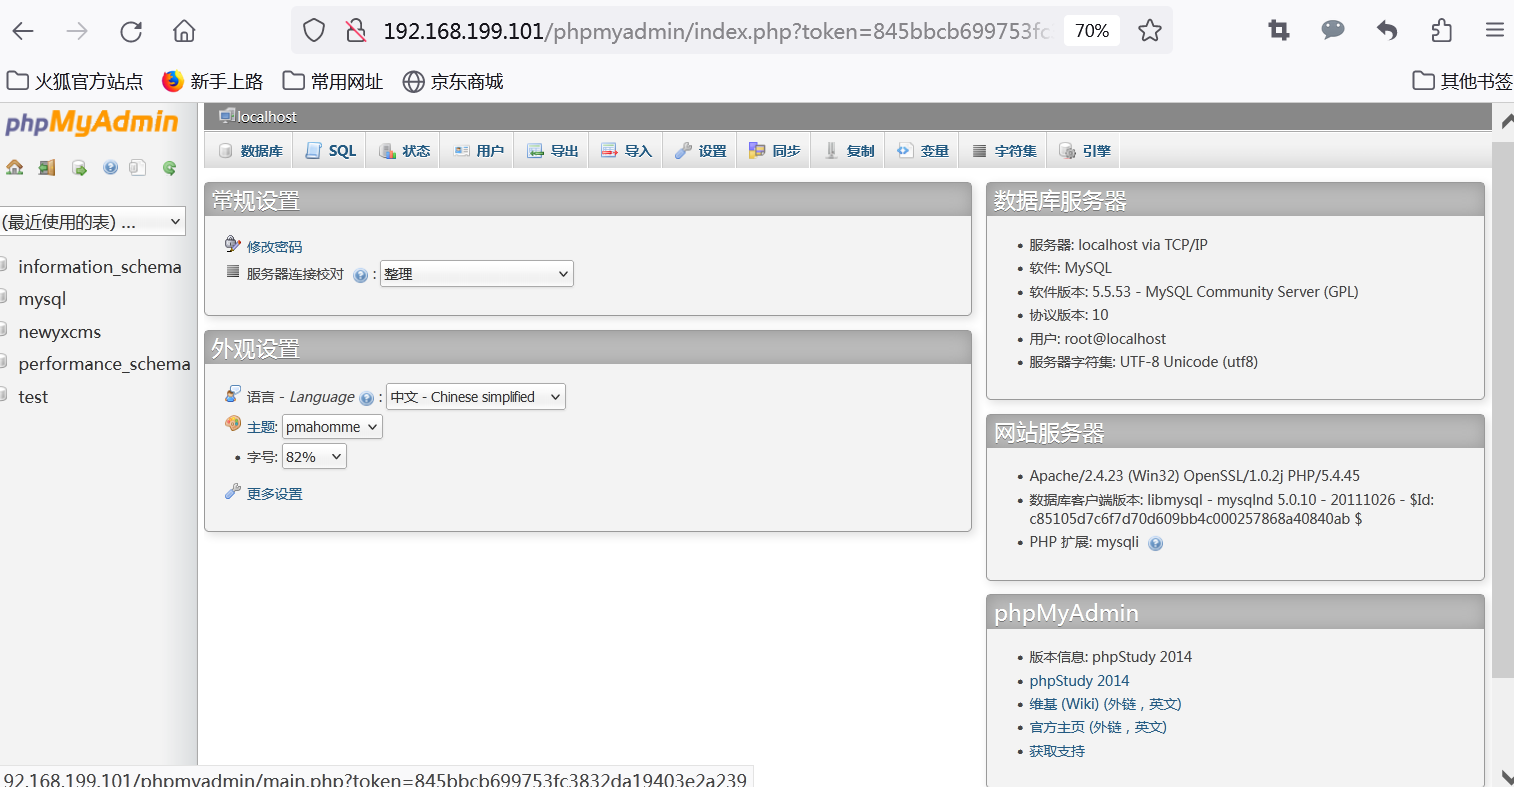 192.168.199.101/phpmyadmin/index.php?token=845bbcb699753fc
70%
火狐官方站点
新手上路
常用网址
京东商城
其他书签
phpMyAdmin
(最近使用的表) ...
information_schema
mysql
newyxcms
performance_schema
test
localhost
数据库
SQL
状态
用户
导出
导入
设置
同步
复制
变量
字符集
引擎
常规设置
修改密码
服务器连接校对 : 整理
外观设置
语言 - Language : 中文 - Chinese simplified
主题: pmahomme
• 字号: 82%
更多设置
数据库服务器
• 服务器: localhost via TCP/IP
• 软件: MySQL
• 软件版本: 5.5.53 - MySQL Community Server (GPL)
• 协议版本: 10
• 用户: root@localhost
• 服务器字符集: UTF-8 Unicode (utf8)
网站服务器
• Apache/2.4.23 (Win32) OpenSSL/1.0.2j PHP/5.4.45
• 数据库客户端版本: libmysql - mysqlnd 5.0.10 - 20111026 - $Id:
c85105d7c6f7d70d609bb4c000257868a40840ab $
• PHP 扩展: mysqli
phpMyAdmin
• 版本信息: phpStudy 2014
• phpStudy 2014
• 维基 (Wiki) (外链，英文)
• 官方主页 (外链，英文)
• 获取支持
92.168.199.101/phpmyadmin/main.php?token=845bbcb699753fc3832da19403e2a239